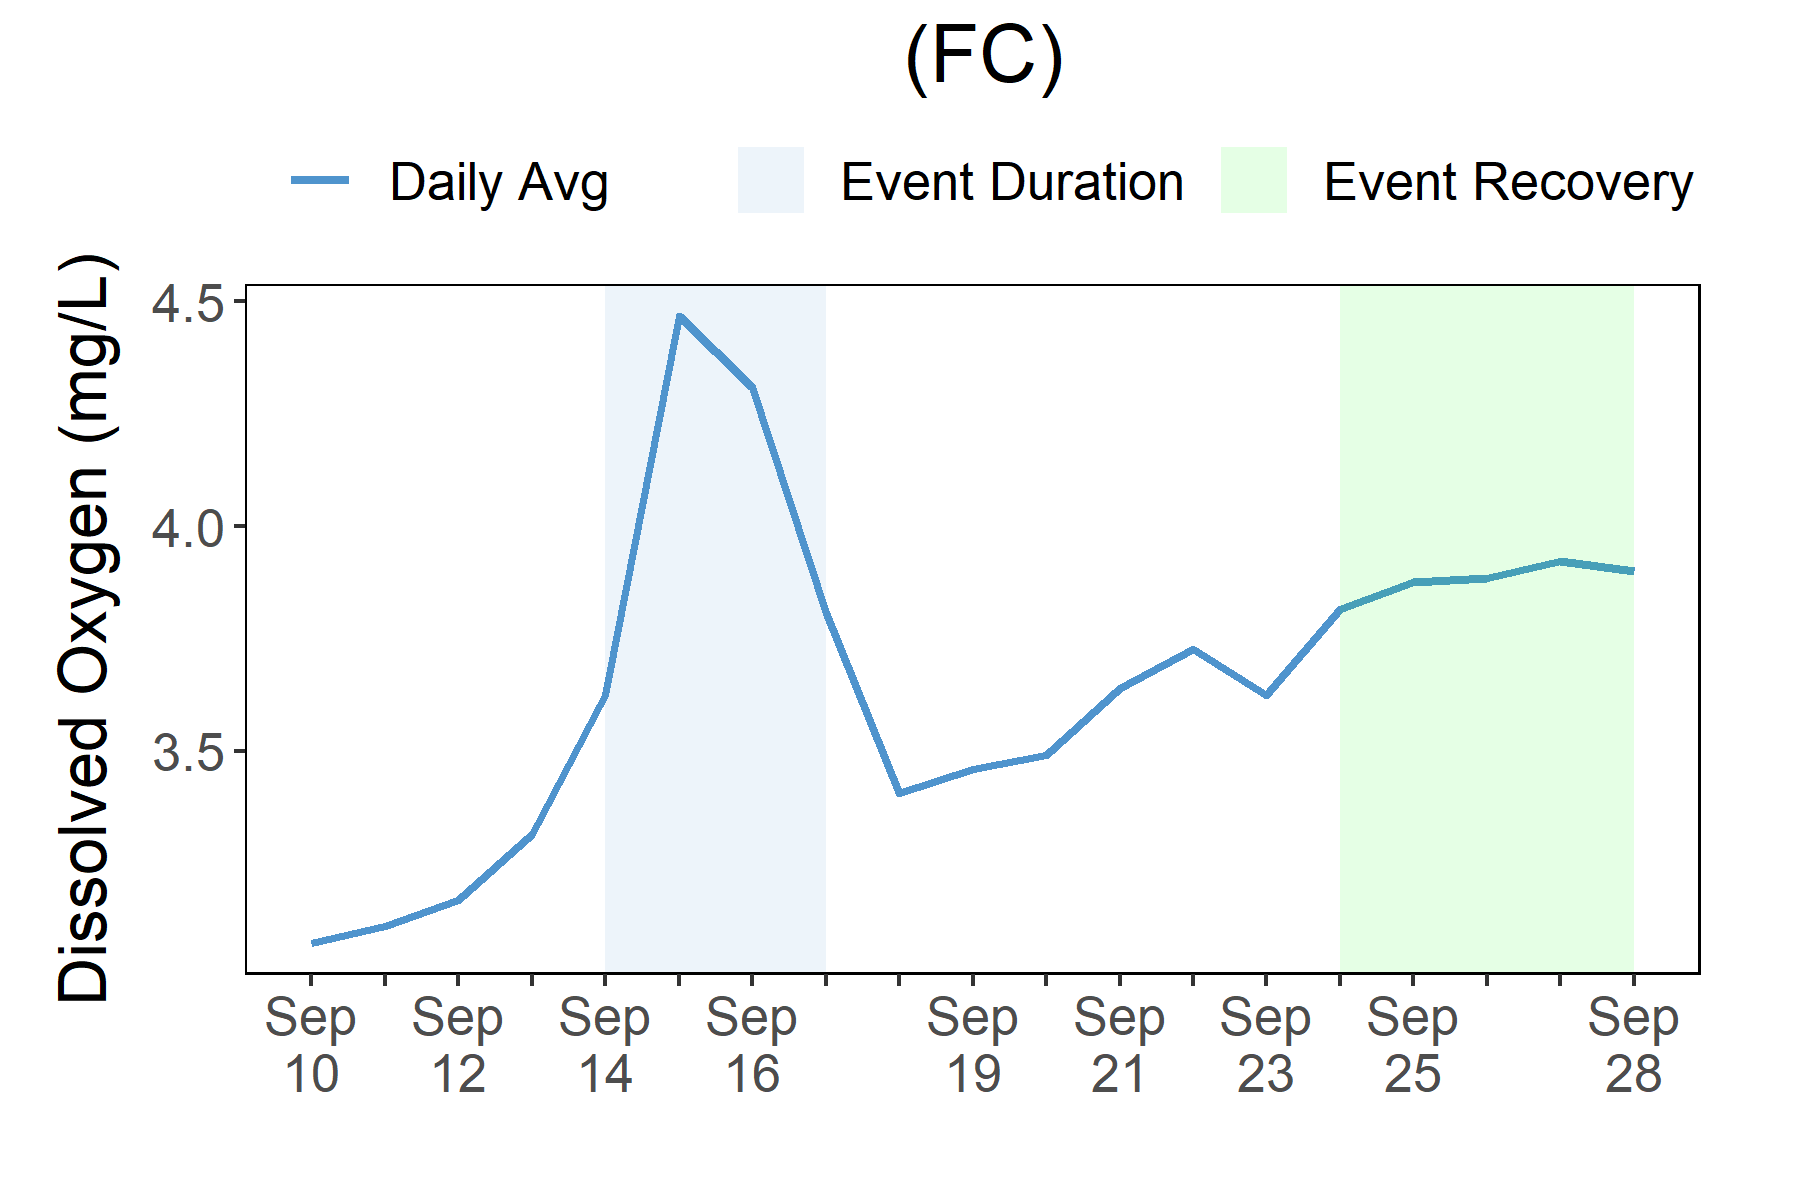 (FC)
Daily Avg Event Duration Event Recovery
Dissolved Oxygen (mg/L)
4.5
4.0
3.5
Sep Sep Sep Sep Sep Sep Sep Sep Sep
10 12 14 16 19 21 23 25 28